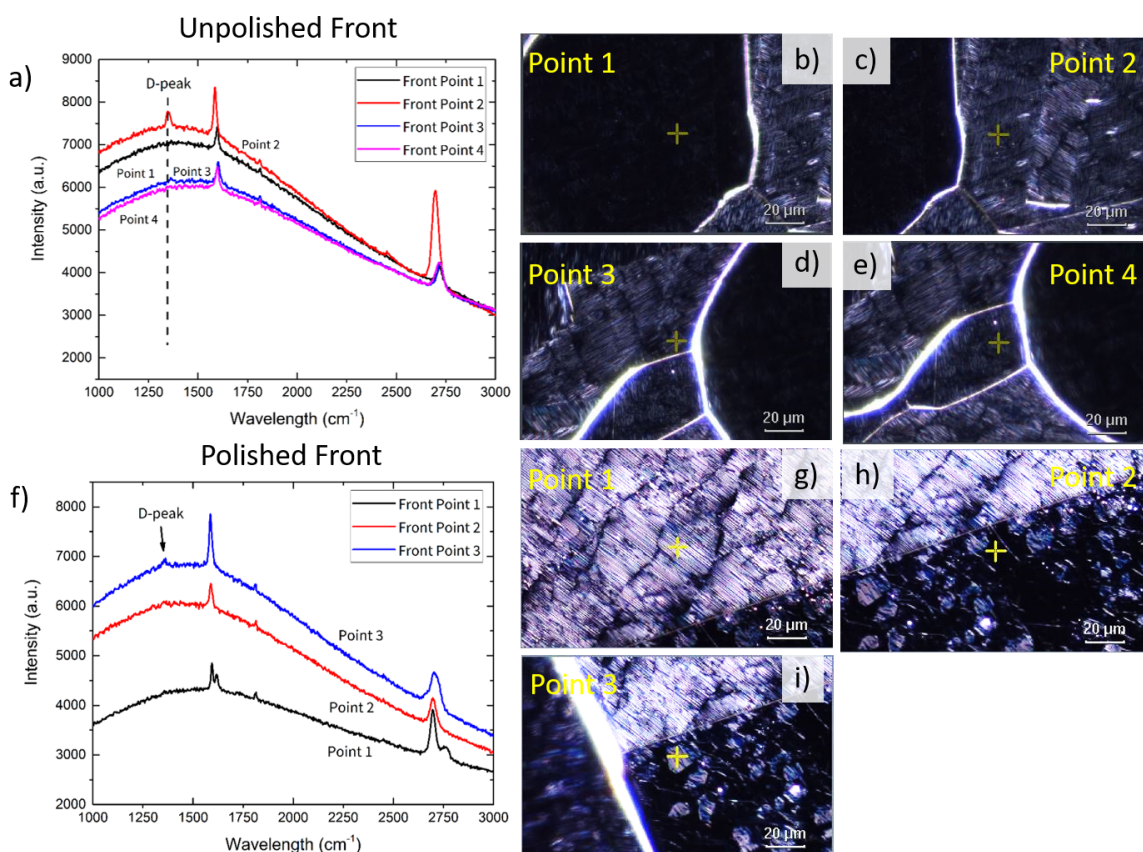 Unpolished Front
a)
D-peak
Front Point 1
Front Point 2
Front Point 3
Front Point 4
Point 2
Point 1
Point 3
Point 4
9000
8000
7000
6000
5000
4000
3000
2000
Intensity (a.u.)
1000 1250 1500 1750 2000 2250 2500 2750 3000
Wavelength (cm-1)
Point 1
b)
20 µm
c)
Point 2
20 µm
Point 3
d)
20 µm
e)
Point 4
20 µm
Polished Front
f)
D-peak
Front Point 1
Front Point 2
Front Point 3
Point 3
Point 2
Point 1
8000
7000
6000
5000
4000
3000
2000
Intensity (a.u.)
1000 1250 1500 1750 2000 2250 2500 2750 3000
Wavelength (cm-1)
Point 1
g)
20 µm
h)
Point 2
20 µm
Point 3
i)
20 µm